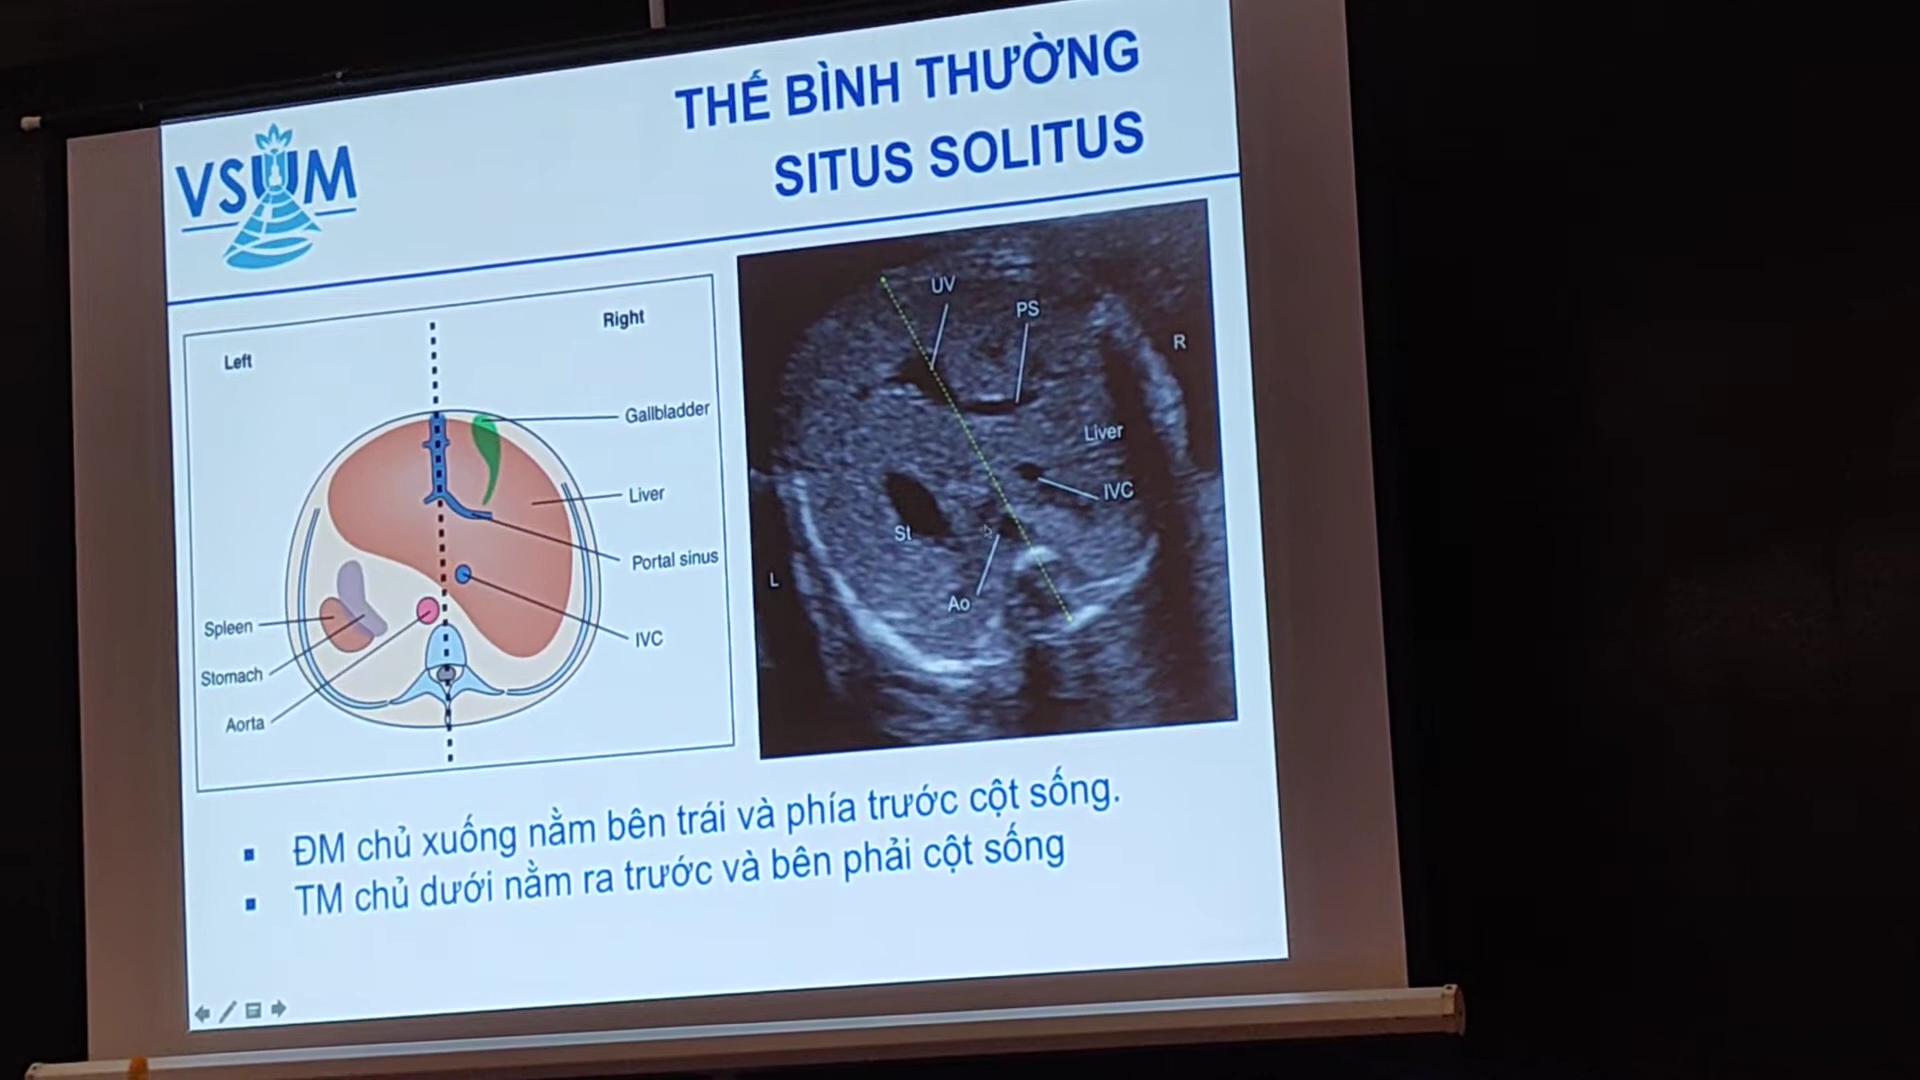 THẾ BÌNH THƯỜNG
SITUS SOLITUS
VSUM
Left
Right
Gallbladder
Liver
Portal sinus
IVC
Spleen
Stomach
Aorta
UV
PS
R
Liver
IVC
St
Ao
L
ĐM chủ xuống nằm bên trái và phía trước cột sống.
TM chủ dưới nằm ra trước và bên phải cột sống